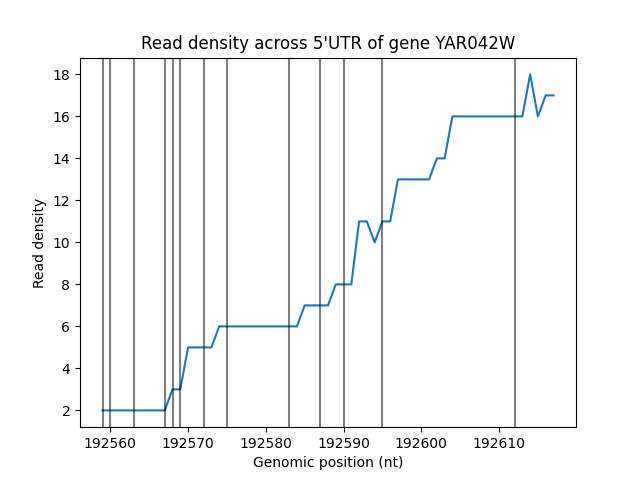 Read density across 5'UTR of gene YAR042W
Read density
18
16
14
12
10
8
6
4
2
192560 192570 192580 192590 192600 192610
Genomic position (nt)